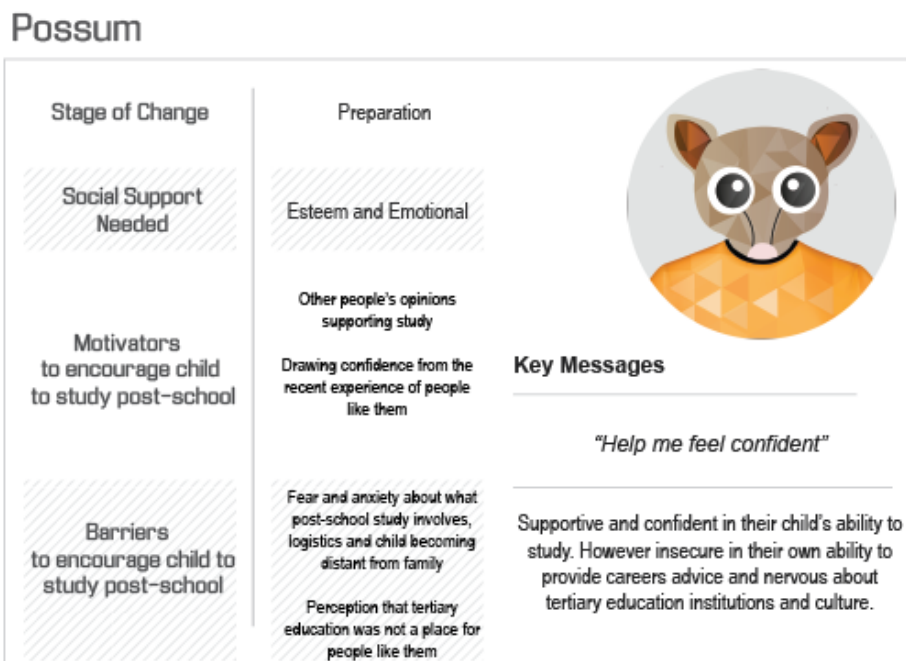 Possum
Stage of Change
Preparation
Social Support
Needed
Esteem and Emotional
Motivators
to encourage child
to study post-school
Other people's opinions
supporting study
Drawing confidence from the
recent experience of people
like them
Barriers
to encourage child to
study post-school
Fear and anxiety about what
post-school study involves,
logistics and child becoming
distant from family
Perception that tertiary
education was not a place for
people like them
Key Messages
“Help me feel confident”
Supportive and confident in their child's ability to
study. However insecure in their own ability to
provide careers advice and nervous about
tertiary education institutions and culture.